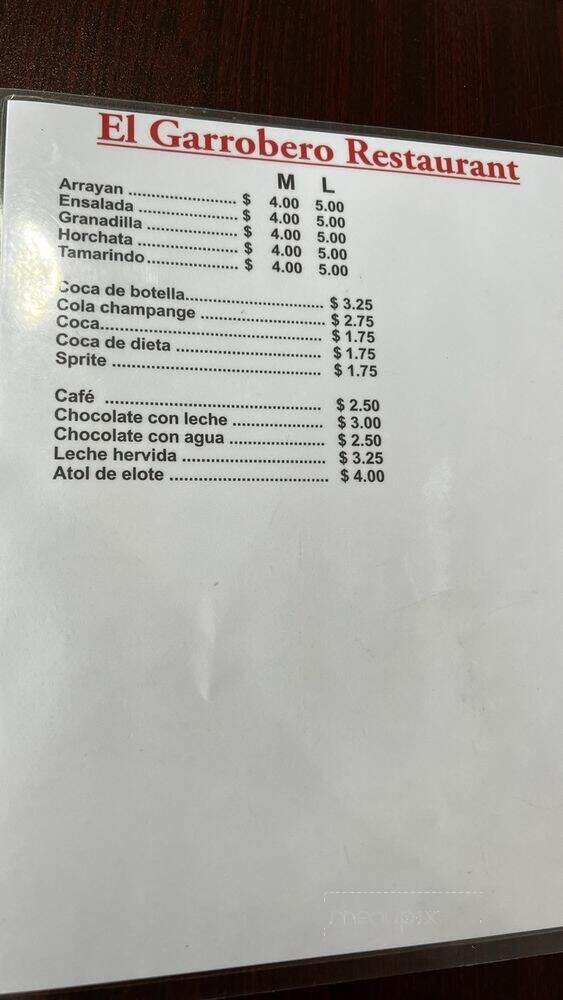 El Garrobero Restaurant
M L
Arrayan ........................ $ 4.00 5.00
Ensalada ...................... $ 4.00 5.00
Granadilla .................... $ 4.00 5.00
Horchata ...................... $ 4.00 5.00
Tamarindo.................... $ 4.00 5.00
Coca de botella.............................. $ 3.25
Cola champange ........................... $ 2.75
Coca................................................ $ 1.75
Coca de dieta ................................ $ 1.75
Sprite .............................................. $ 1.75
Café ............................................... $ 2.50
Chocolate con leche .................... $ 3.00
Chocolate con agua ..................... $ 2.50
Leche hervida ................................ $ 3.25
Atol de elote ................................... $ 4.00